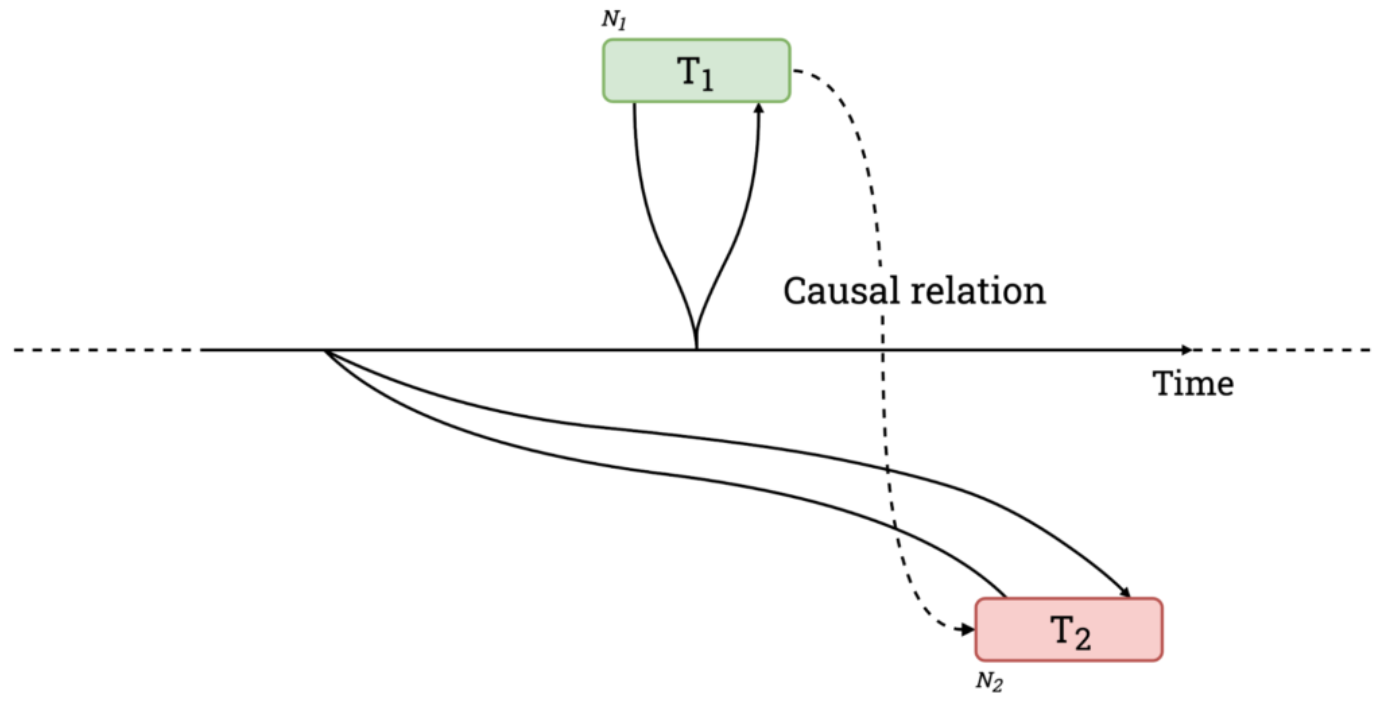 N₁
T₁
Causal relation
Time
T₂
N₂